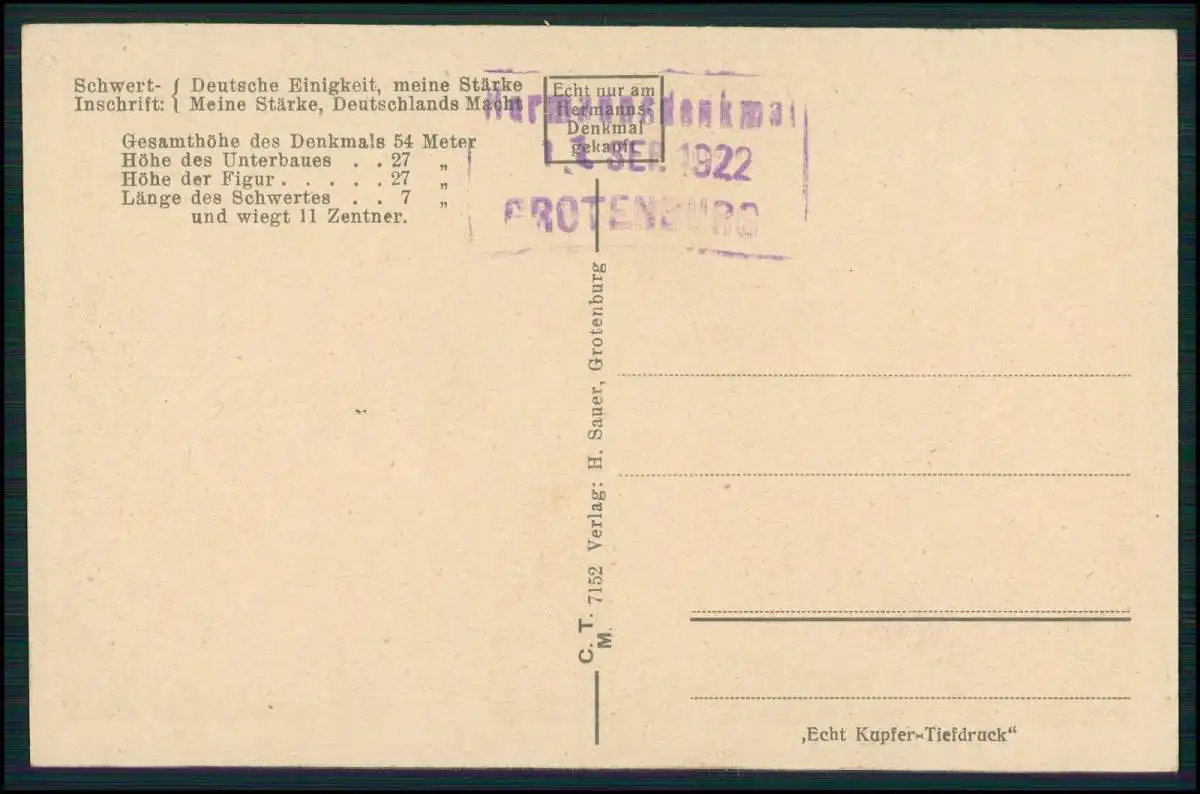 Schwert- { Deutsche Einigkeit, meine Stärke
Inschrift: { Meine Stärke, Deutschlands Macht
Gesamthöhe des Denkmals 54 Meter
Höhe des Unterbaues . . 27 „
Höhe der Figur . . . . . 27 „
Länge des Schwertes . . 7 „
und wiegt 11 Zentner.
Echt nur am
Hermanns-
Denkmal
gekauft
Hermannsdenkmal
SEP. 1922
GROTENBURG
C. T. M. 7152 Verlag: H. Sauer, Grotenburg
‚Echt Kupfer-Tiefdruck“